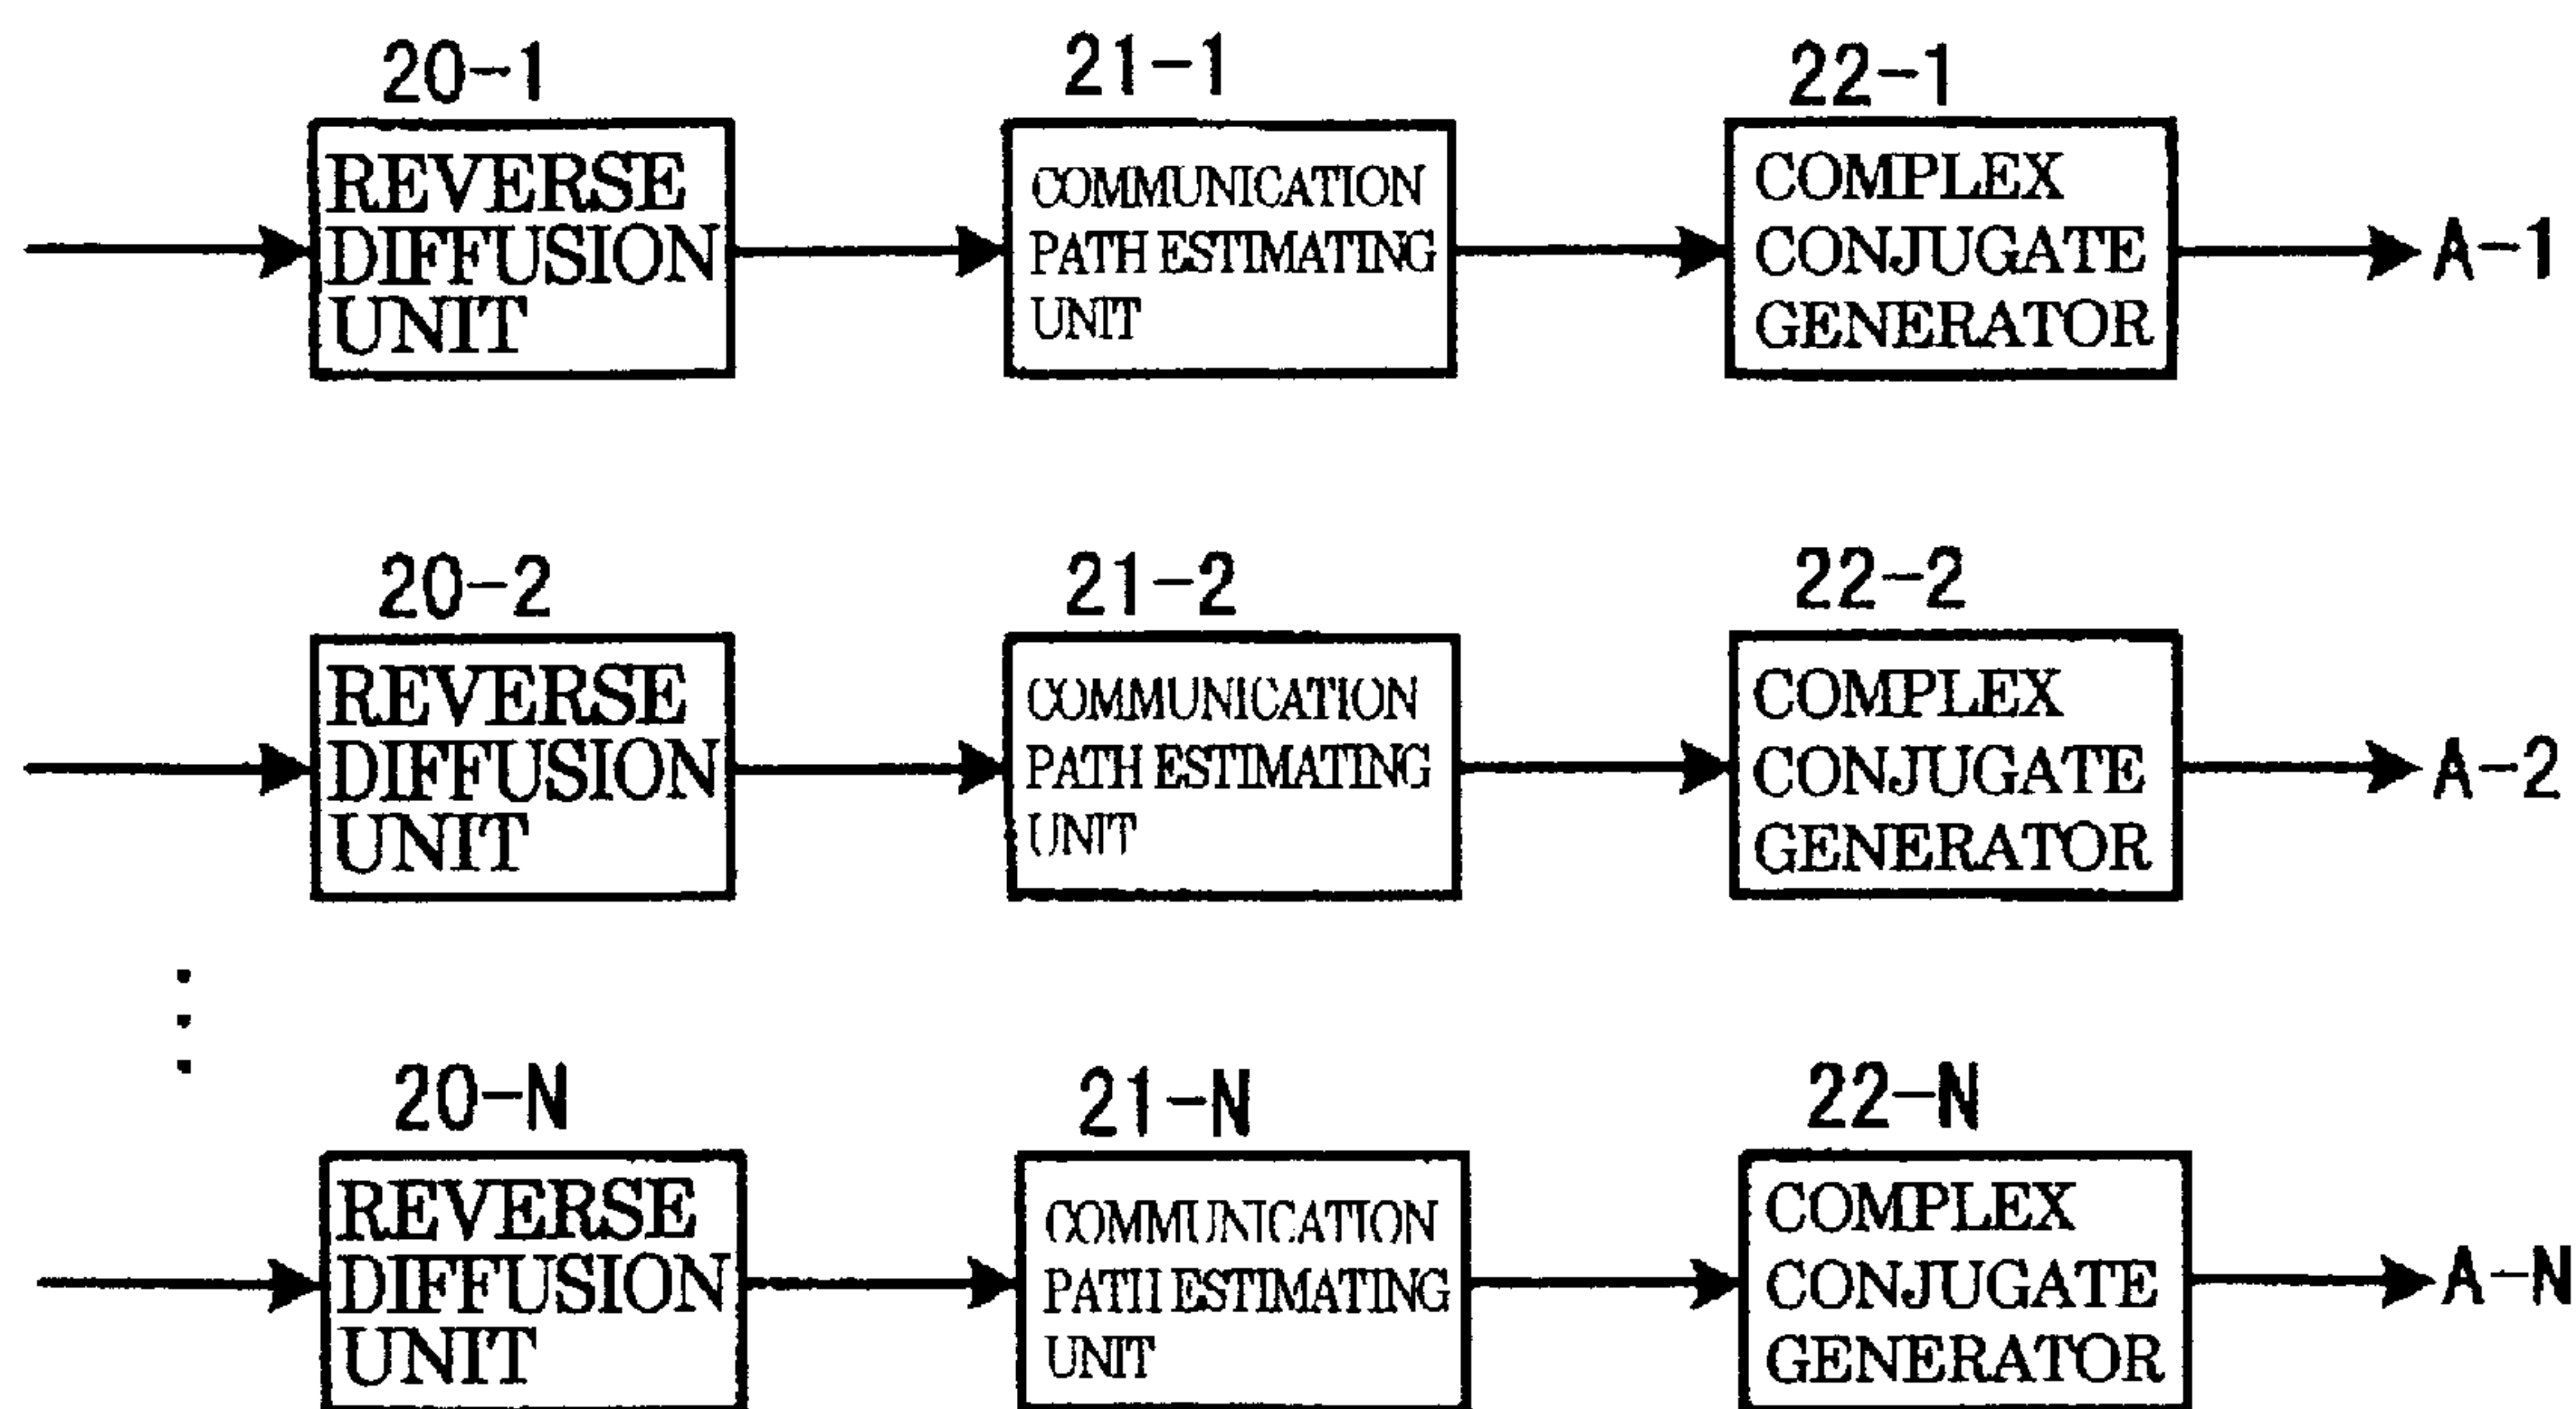 20-1
21-1
22-1
REVERSE
DIFFUSION
UNIT
COMMUNICATION
PATH ESTIMATING
UNIT
COMPLEX
CONJUGATE
GENERATOR
A-1
20-2
21-2
22-2
REVERSE
DIFFUSION
UNIT
COMMUNICATION
PATH ESTIMATING
UNIT
COMPLEX
CONJUGATE
GENERATOR
A-2
20-N
21-N
22-N
REVERSE
DIFFUSION
UNIT
COMMUNICATION
PATH ESTIMATING
UNIT
COMPLEX
CONJUGATE
GENERATOR
A-N